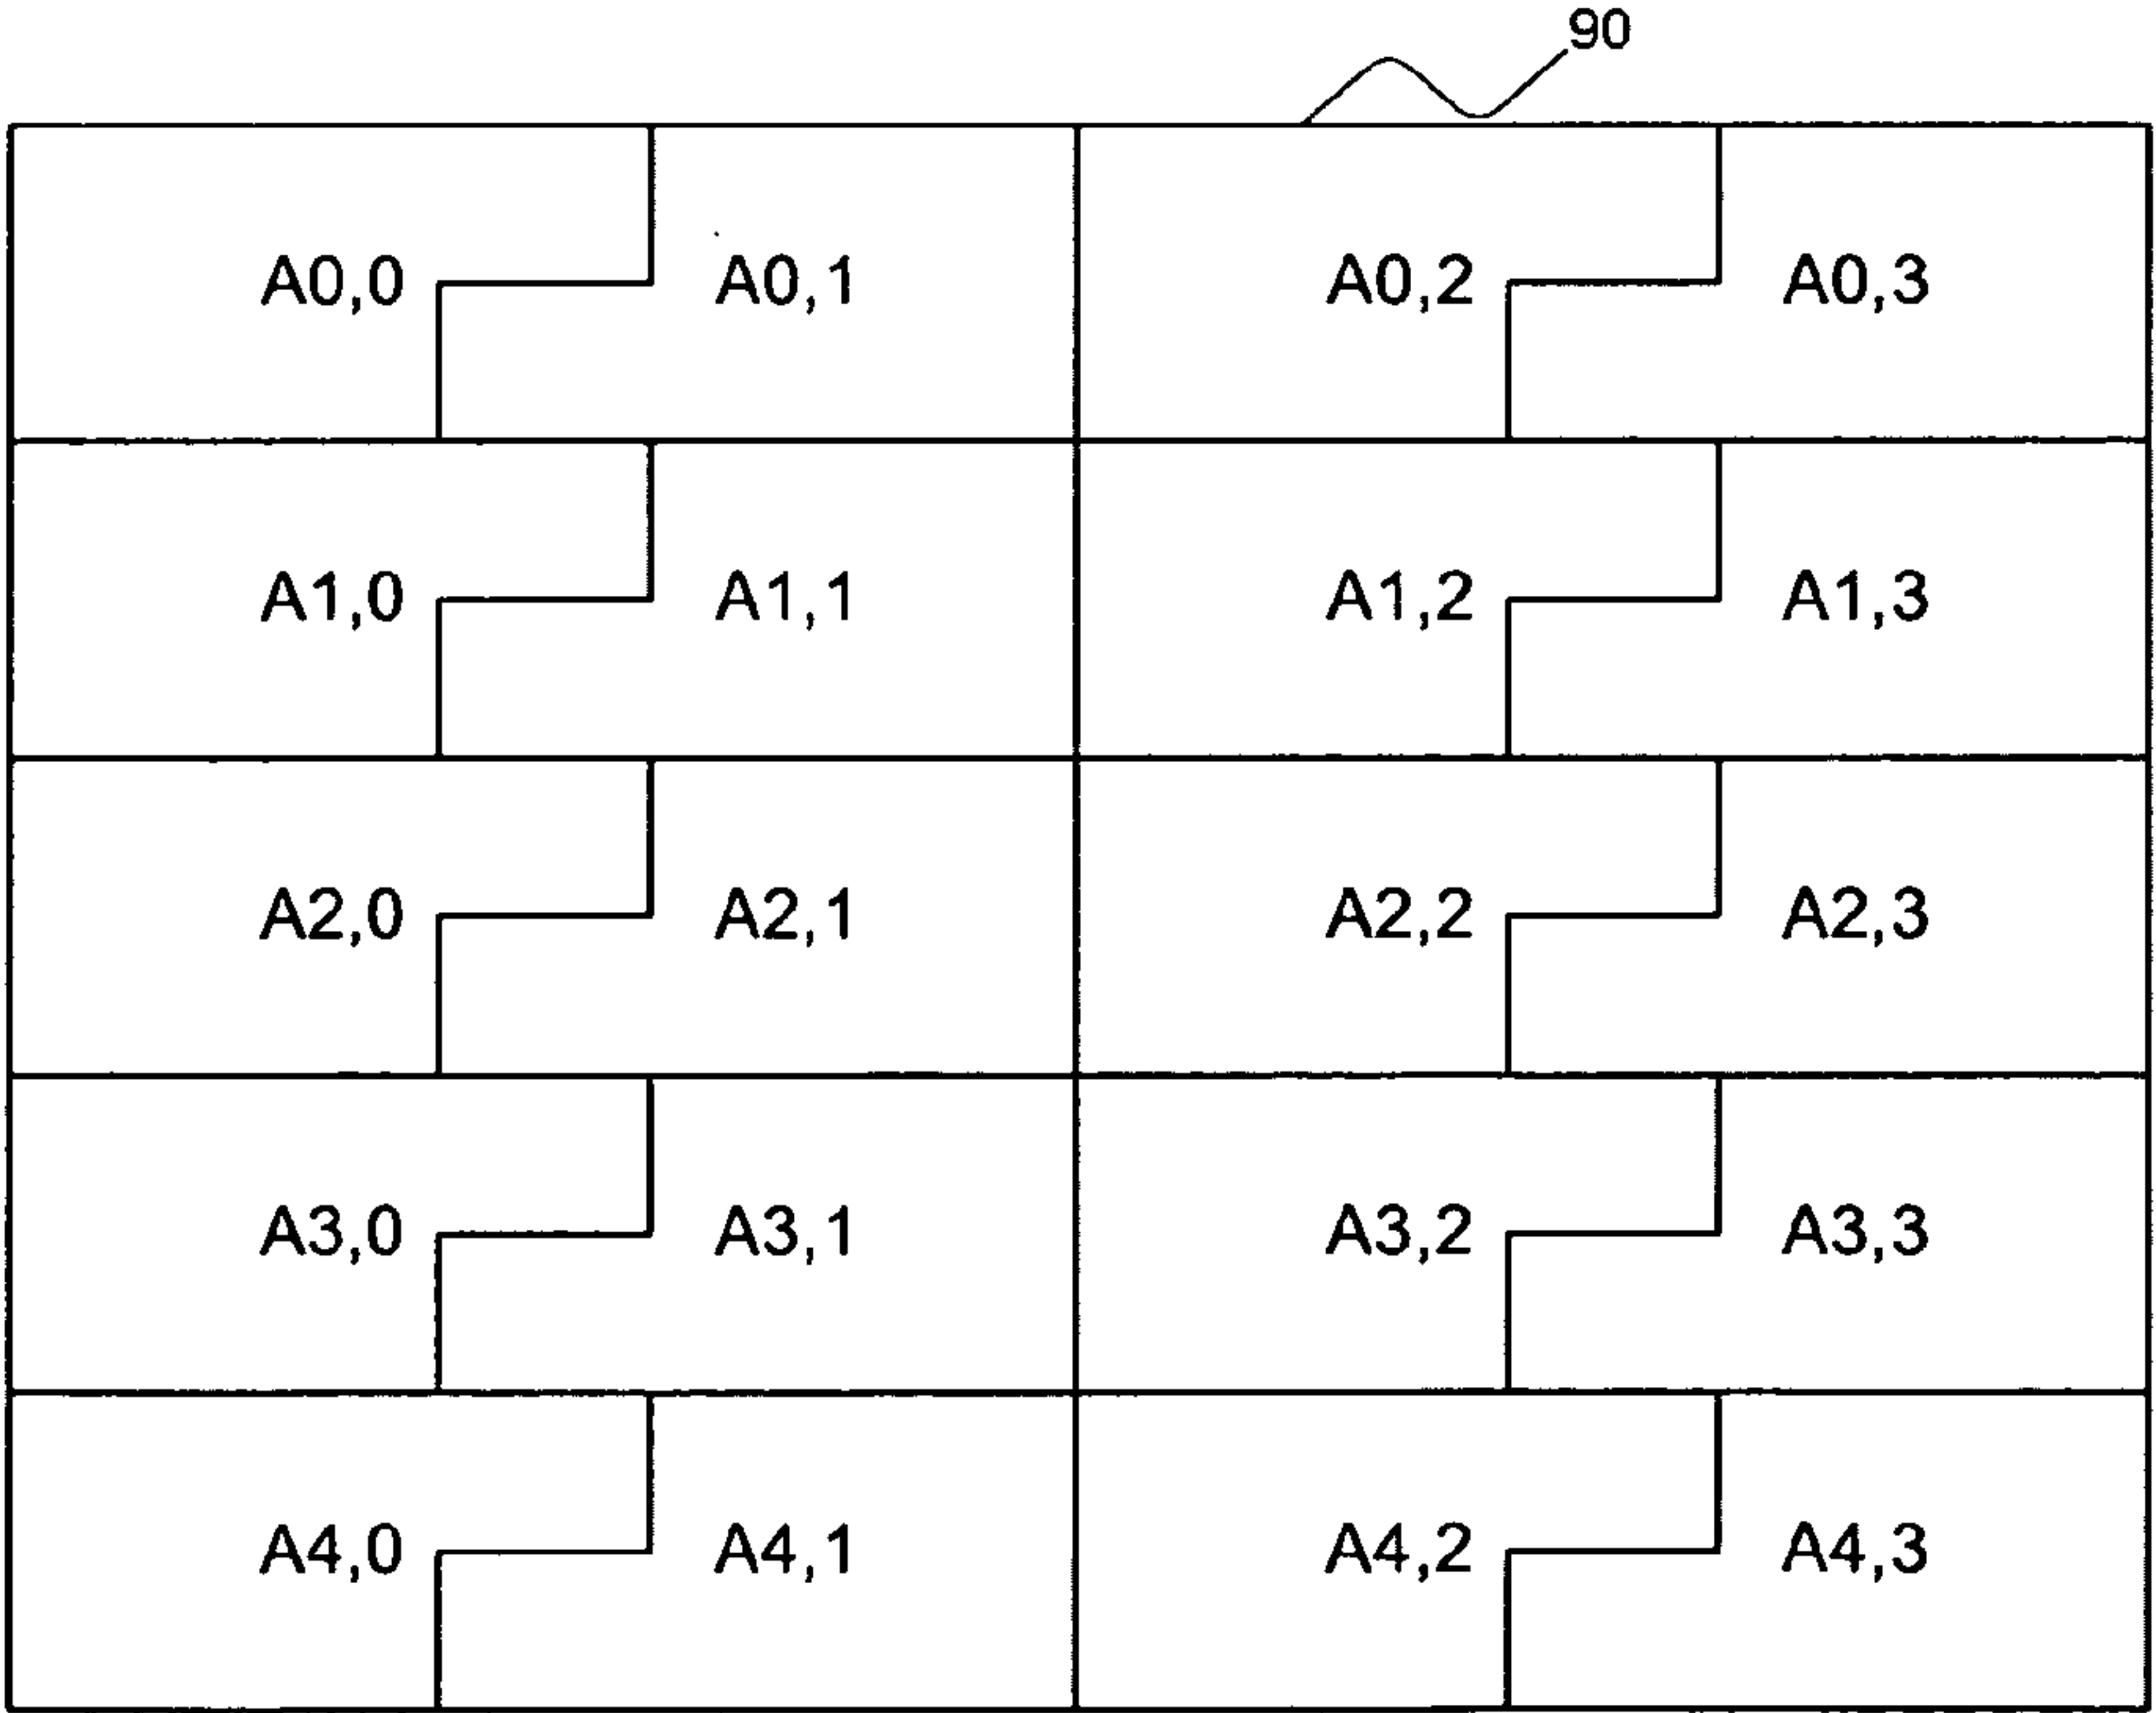 90
A0,0 A0,1 A0,2 A0,3
A1,0 A1,1 A1,2 A1,3
A2,0 A2,1 A2,2 A2,3
A3,0 A3,1 A3,2 A3,3
A4,0 A4,1 A4,2 A4,3